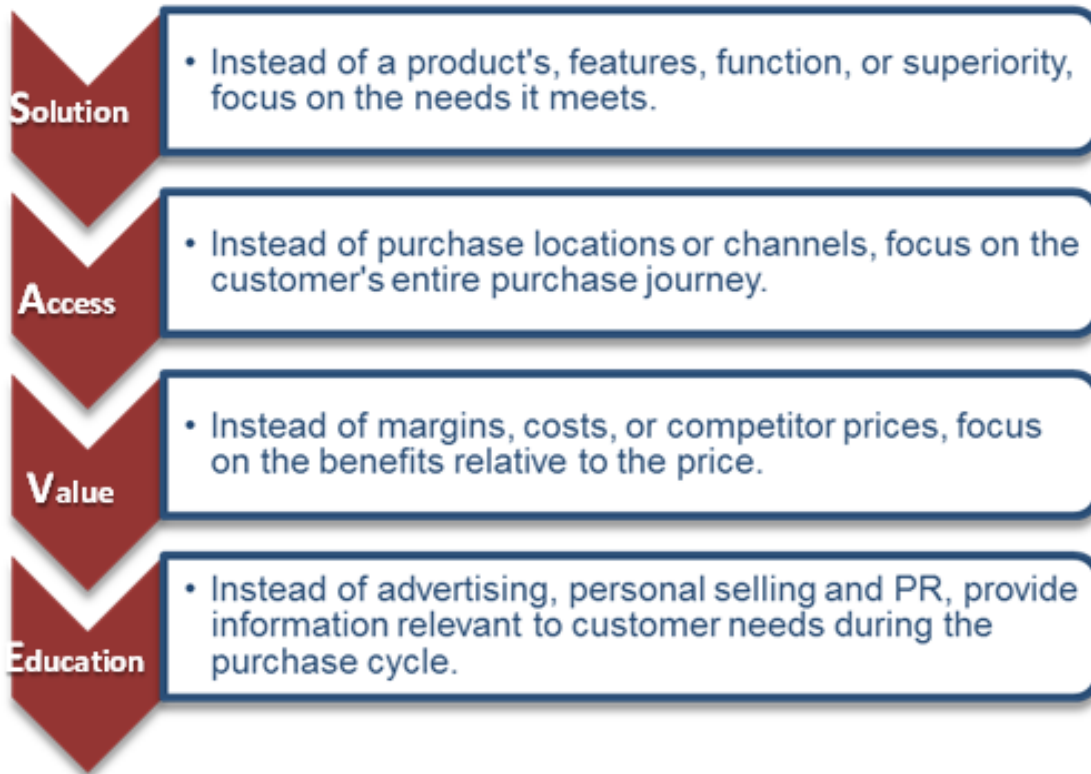 Solution
• Instead of a product's, features, function, or superiority,
focus on the needs it meets.
Access
• Instead of purchase locations or channels, focus on the
customer's entire purchase journey.
Value
• Instead of margins, costs, or competitor prices, focus
on the benefits relative to the price.
Education
• Instead of advertising, personal selling and PR, provide
information relevant to customer needs during the
purchase cycle.